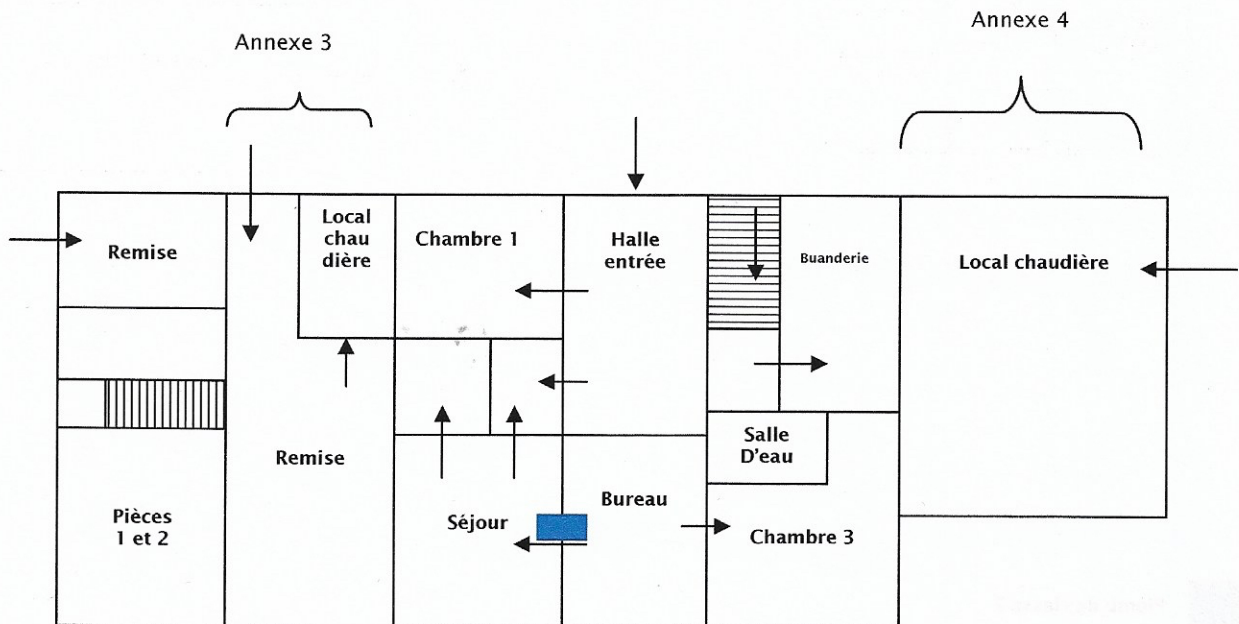 Annexe 3
Annexe 4
Remise
Local
chau
dière
Chambre 1
Halle
entrée
Buanderie
Local chaudière
Remise
Salle
D'eau
Pièces
1 et 2
Séjour
Bureau
Chambre 3